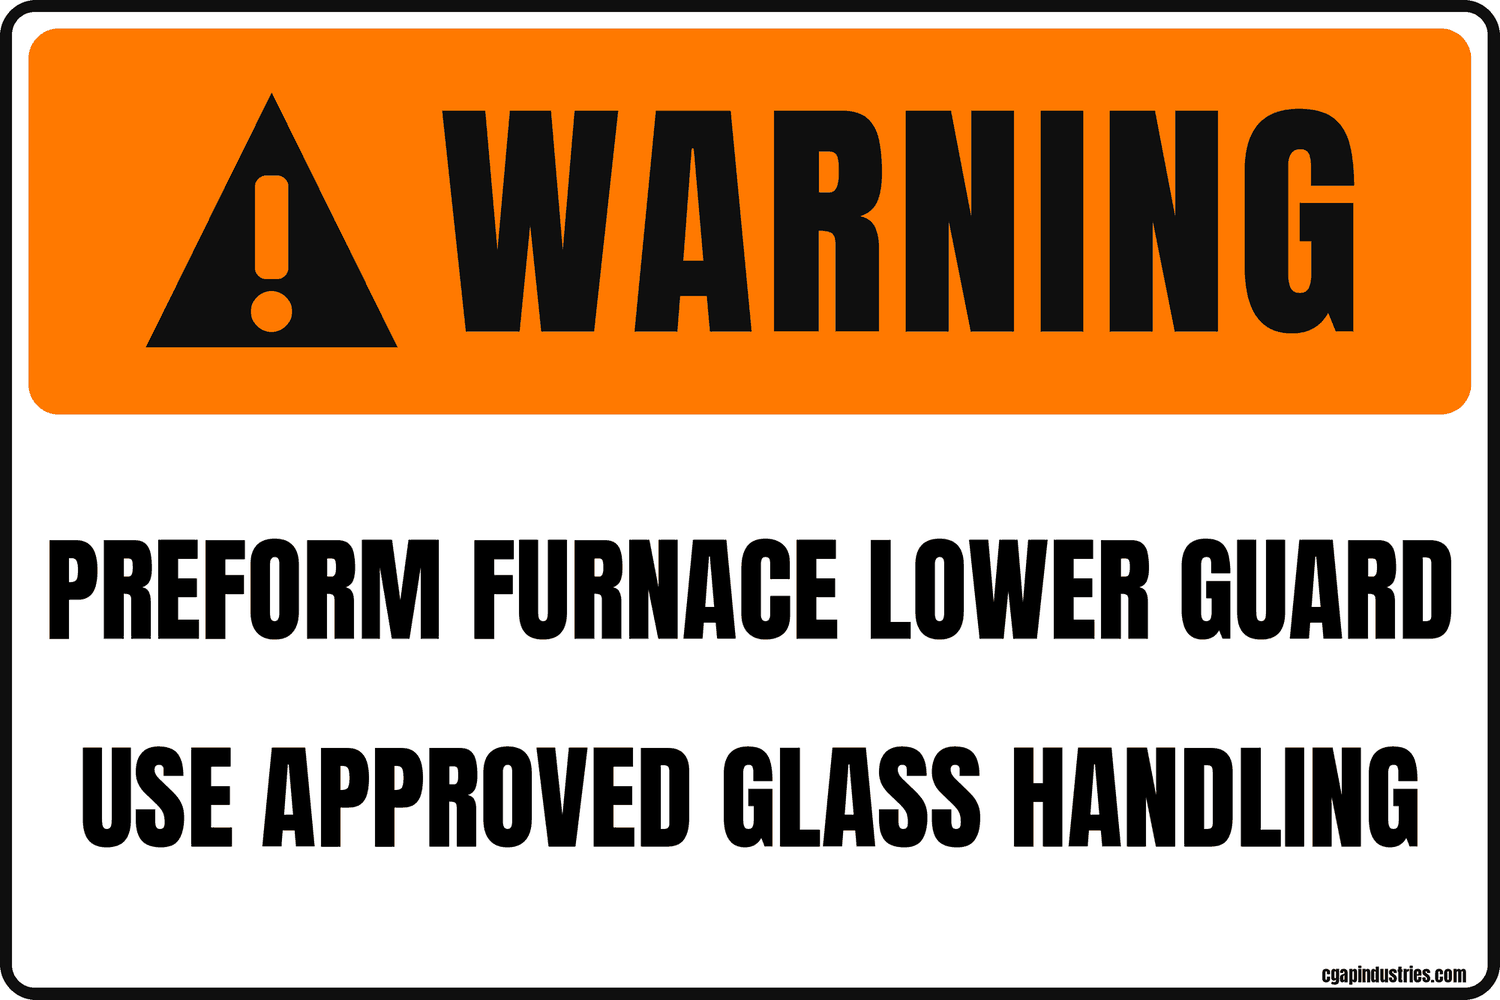 WARNING
PREFORM FURNACE LOWER GUARD
USE APPROVED GLASS HANDLING
cgapindustries.com